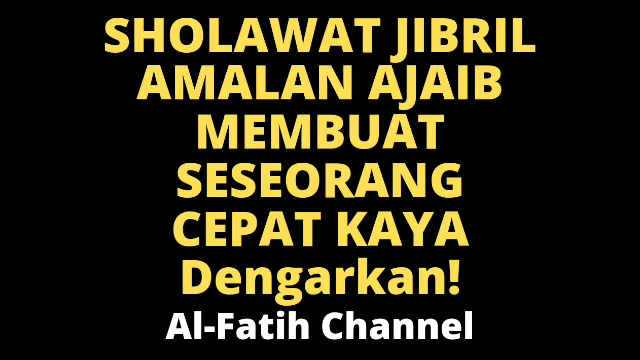 SHOLAWAT JIBRIL
AMALAN AJAIB
MEMBUAT
SESEORANG
CEPAT KAYA
Dengarkan!
Al-Fatih Channel